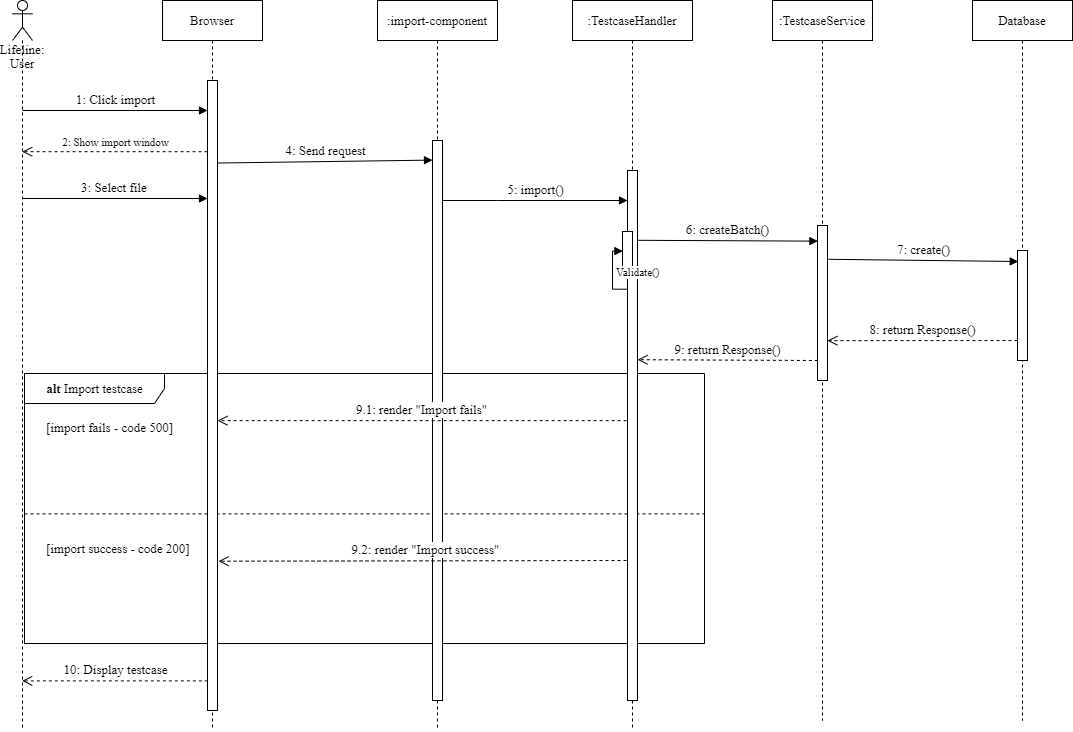 Browser
:import-component
:TestcaseHandler
:TestcaseService
Database
Lifeline:
User
1: Click import
2: Show import window
4: Send request
3: Select file
5: import()
6: createBatch()
7: create()
Validate()
8: return Response()
9: return Response()
alt Import testcase
9.1: render "Import fails"
[import fails - code 500]
[import success - code 200]
9.2: render "Import success"
10: Display testcase